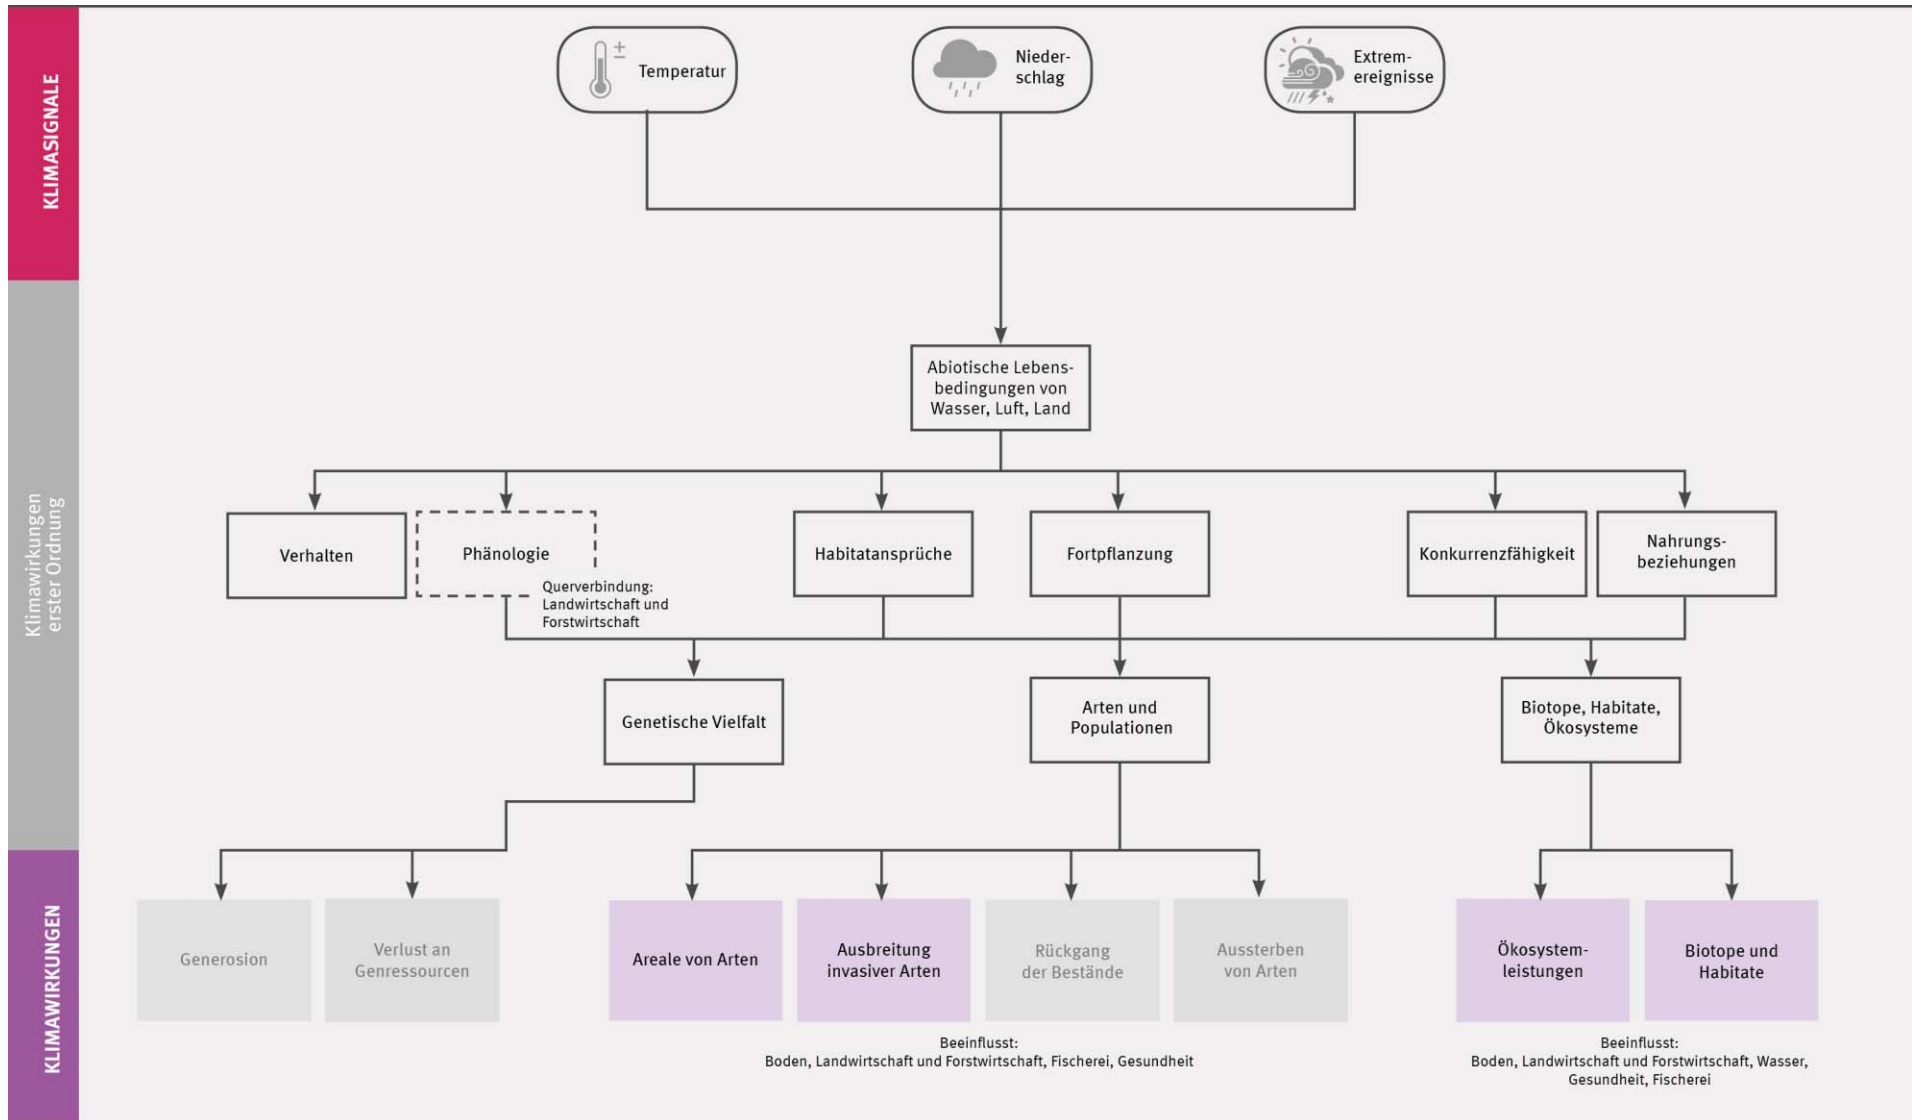 KLIMASIGNALE
Temperatur
Nieder-
schlag
Extrem-
ereignisse
Klimawirkungen
erster Ordnung
Abiotische Lebens-
bedingungen von
Wasser, Luft, Land
Verhalten
Phänologie
Querverbindung:
Landwirtschaft und
Forstwirtschaft
Habitatansprüche
Fortpflanzung
Konkurrenzfähigkeit
Nahrungs-
beziehungen
Genetische Vielfalt
Arten und
Populationen
Biotope, Habitate,
Ökosysteme
KLIMAWIRKUNGEN
Generosion
Verlust an
Genressourcen
Areale von Arten
Ausbreitung
invasiver Arten
Rückgang
der Bestände
Aussterben
von Arten
Ökosystem-
leistungen
Biotope und
Habitate
Beeinflusst:
Boden, Landwirtschaft und Forstwirtschaft, Fischerei, Gesundheit
Beeinflusst:
Boden, Landwirtschaft und Forstwirtschaft, Wasser,
Gesundheit, Fischerei